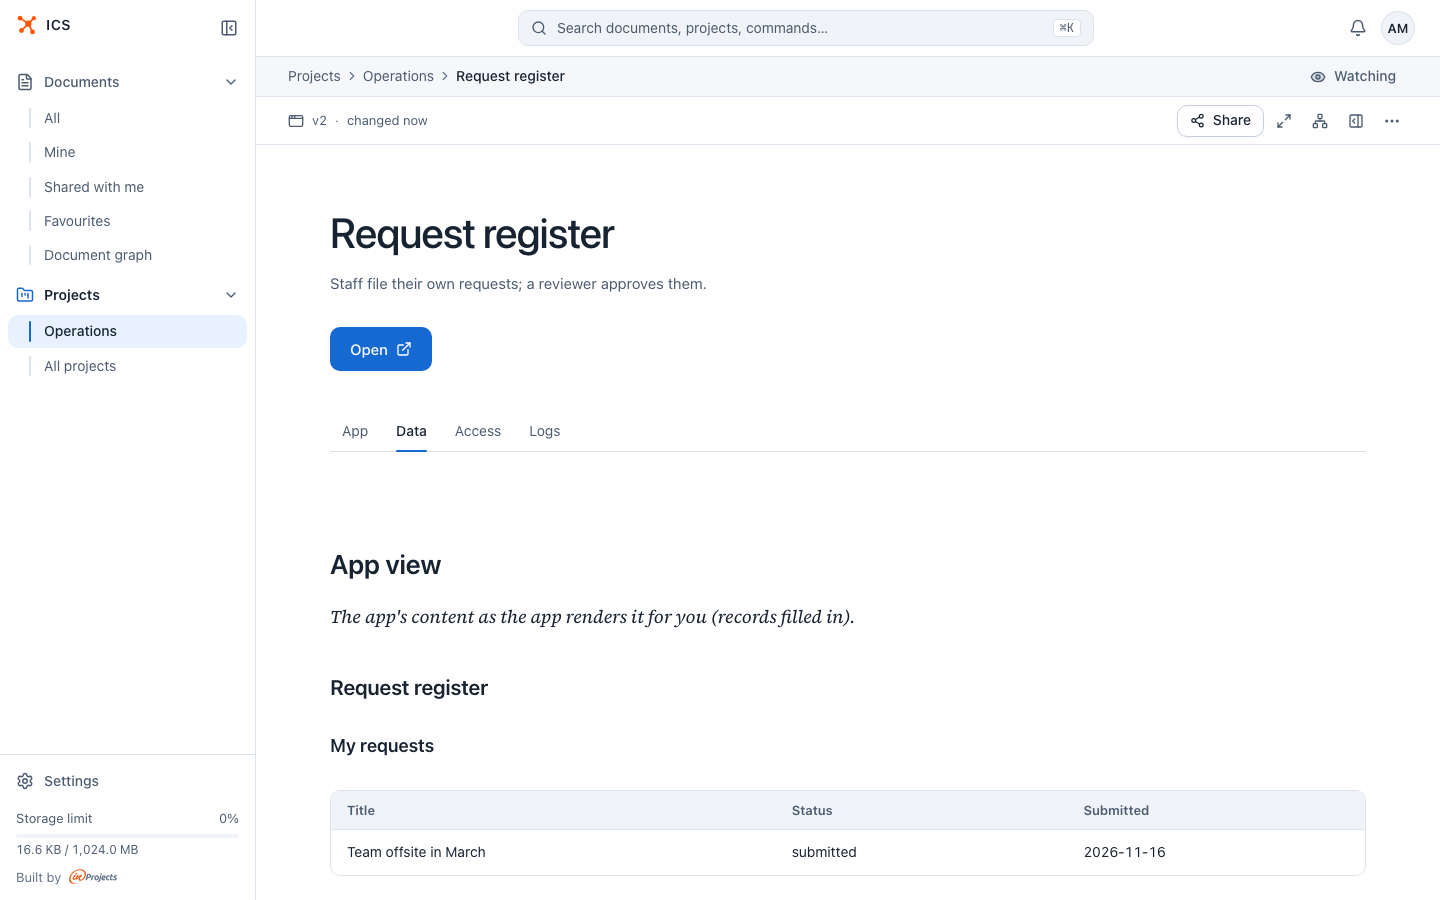 ICS
Search documents, projects, commands...
⌘K
AM
Documents
All
Mine
Shared with me
Favourites
Document graph
Projects
Operations
All projects
Settings
Storage limit 0%
16.6 KB / 1,024.0 MB
Built by inProjects
Projects > Operations > Request register
Watching
v2 · changed now
Share
Request register
Staff file their own requests; a reviewer approves them.
Open
App Data Access Logs
App view
The app's content as the app renders it for you (records filled in).
Request register
My requests
Title Status Submitted
Team offsite in March submitted 2026-11-16